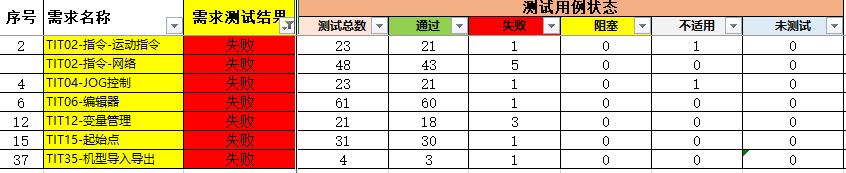 序号 需求名称 需求测试结果 测试用例状态
测试总数 通过 失败 阻塞 不适用 未测试
2 TIT02-指令-运动指令 失败 23 21 1 0 1 0
TIT02-指令-网络 失败 48 43 5 0 0 0
4 TIT04-JOG控制 失败 23 21 1 0 1 0
6 TIT06-编辑器 失败 61 60 1 0 0 0
12 TIT12-变量管理 失败 21 18 3 0 0 0
15 TIT15-起始点 失败 31 30 1 0 0 0
37 TIT35-机型导入导出 失败 4 3 1 0 0 0